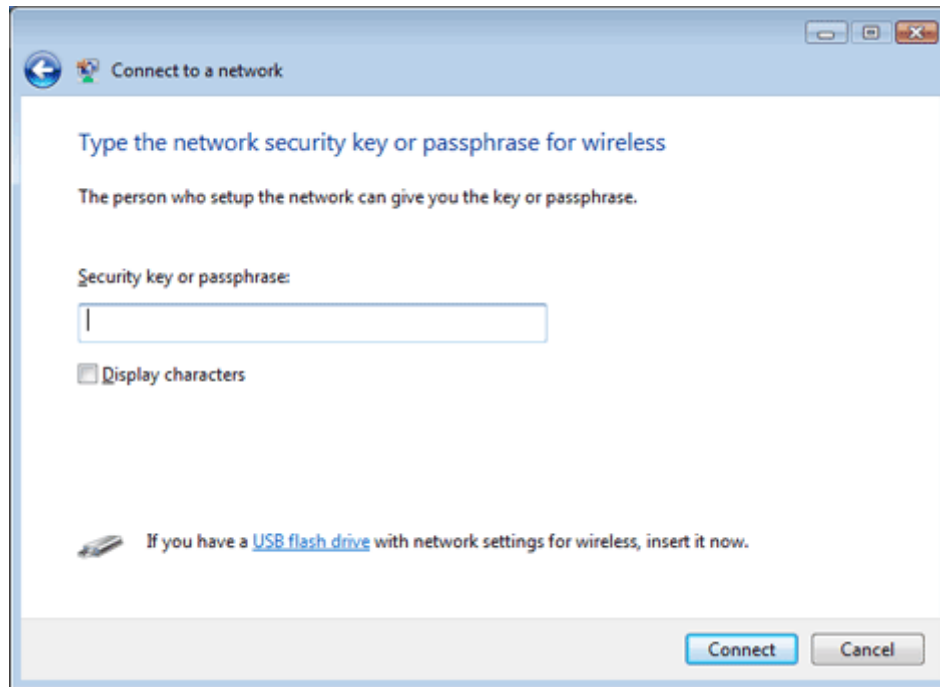 Connect to a network
Type the network security key or passphrase for wireless
The person who setup the network can give you the key or passphrase.
Security key or passphrase:
Display characters
If you have a USB flash drive with network settings for wireless, insert it now.
Connect
Cancel